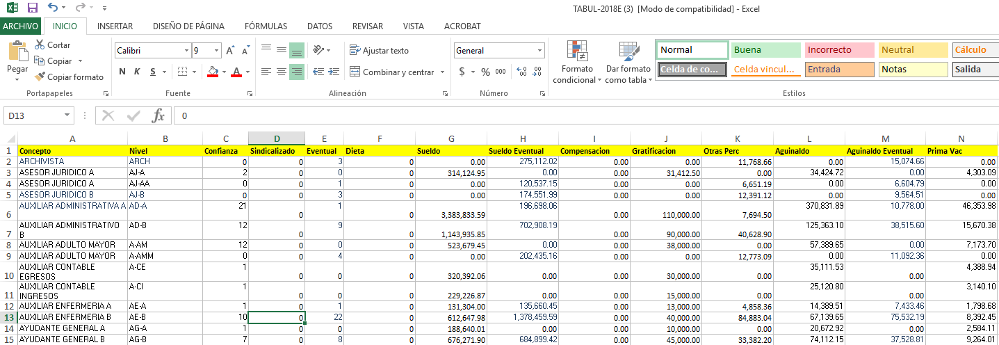 TABUL-2018E (3) [Modo de compatibilidad] - Excel
ARCHIVO INICIO INSERTAR DISEÑO DE PÁGINA FÓRMULAS DATOS REVISAR VISTA ACROBAT
Pegar
Cortar
Copiar
Copiar formato
Portapapeles
Calibri 9
N K S
Fuente
Ajustar texto
Combinar y centrar
Alineación
General
$ % 000
Número
Formato condicional
Dar formato como tabla
Normal Buena Incorrecto Neutral Cálculo
Celda de co... Celda vincul... Entrada Notas Salida
Estilos
D13 fx 0
A B C D E F G H I J K L M N
1 Concepto Nivel Confianza Sindicalizado Eventual Dieta Sueldo Sueldo Eventual Compensacion Gratificacion Otras Perc Aguinaldo Aguinaldo Eventual Prima Vac
2 ARCHIVISTA ARCH 0 0 3 0 0.00 275,112.02 0.00 0.00 11,768.66 0.00 15,074.66 0.00
3 ASESOR JURIDICO A AJ-A 2 0 0 0 314,124.95 0.00 0.00 31,412.50 0.00 34,424.72 0.00 4,303.09
4 ASESOR JURIDICO A AJ-AA 0 0 1 0 0.00 120,537.15 0.00 0.00 6,651.19 0.00 6,604.79 0.00
5 ASESOR JURIDICO B AJ-B 0 0 3 0 0.00 174,551.99 0.00 0.00 12,391.12 0.00 9,564.51 0.00
6 AUXILIAR ADMINISTRATIVA A AD-A 21 0 1 0 3,383,833.59 196,698.06 0.00 110,000.00 7,694.50 370,831.89 10,778.00 46,353.98
7 AUXILIAR ADMINISTRATIVO B AD-B 12 0 9 0 1,143,935.85 702,908.19 0.00 90,000.00 40,628.90 125,363.10 38,515.60 15,670.38
8 AUXILIAR ADULTO MAYOR A-AM 12 0 0 0 523,679.45 0.00 0.00 38,000.00 0.00 57,389.65 0.00 7,173.70
9 AUXILIAR ADULTO MAYOR A-AMM 0 0 4 0 0.00 202,435.16 0.00 0.00 12,773.09 0.00 11,092.36 0.00
10 AUXILIAR CONTABLE EGRESOS A-CE 1 0 0 0 320,392.06 0.00 0.00 30,000.00 0.00 35,111.53 0.00 4,388.94
11 AUXILIAR CONTABLE INGRESOS A-CI 1 0 0 0 229,226.87 0.00 0.00 15,000.00 0.00 25,120.80 0.00 3,140.10
12 AUXILIAR ENFERMERIA A AE-A 1 0 1 0 131,304.00 135,660.45 0.00 13,000.00 4,858.36 14,389.51 7,433.46 1,798.68
13 AUXILIAR ENFERMERIA B AE-B 10 0 22 0 612,647.98 1,378,459.59 0.00 40,000.00 84,883.04 67,139.65 75,532.19 8,392.45
14 AYUDANTE GENERAL A AG-A 1 0 0 0 188,640.01 0.00 0.00 10,000.00 0.00 20,672.92 0.00 2,584.11
15 AYUDANTE GENERAL B AG-B 7 0 8 0 676,271.90 684,899.42 0.00 45,000.00 33,382.20 74,112.15 37,528.81 9,264.01